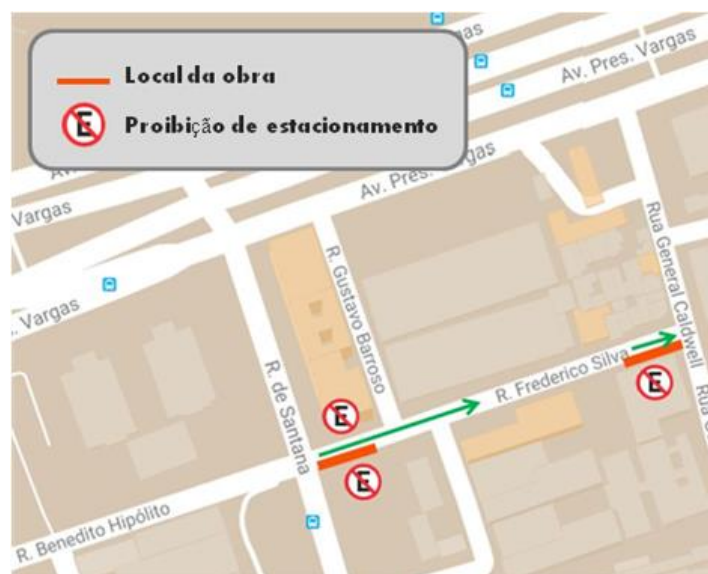 Local da obra
E
Proibição de estacionamento
Vargas
Av. Pres. Vargas
Av. Pres. Vargas
Vargas
Vargas
R. Gustavo Barroso
Rua General Caldwell
R. de Santana
R. Frederico Silva
E
E
E
R. Benedito Hipólito